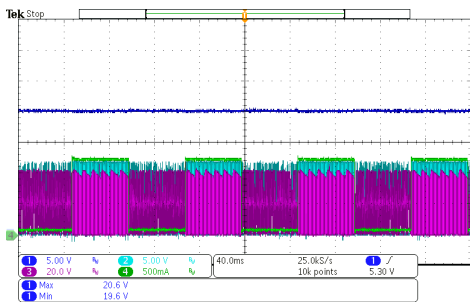 Tek Stop
4
1 5.00 V 2 5.00 V
3 20.0 V 4 500mA
40.0ms 25.0kS/s 1
10k points 5.30 V
1 Max 20.6 V
1 Min 19.6 V